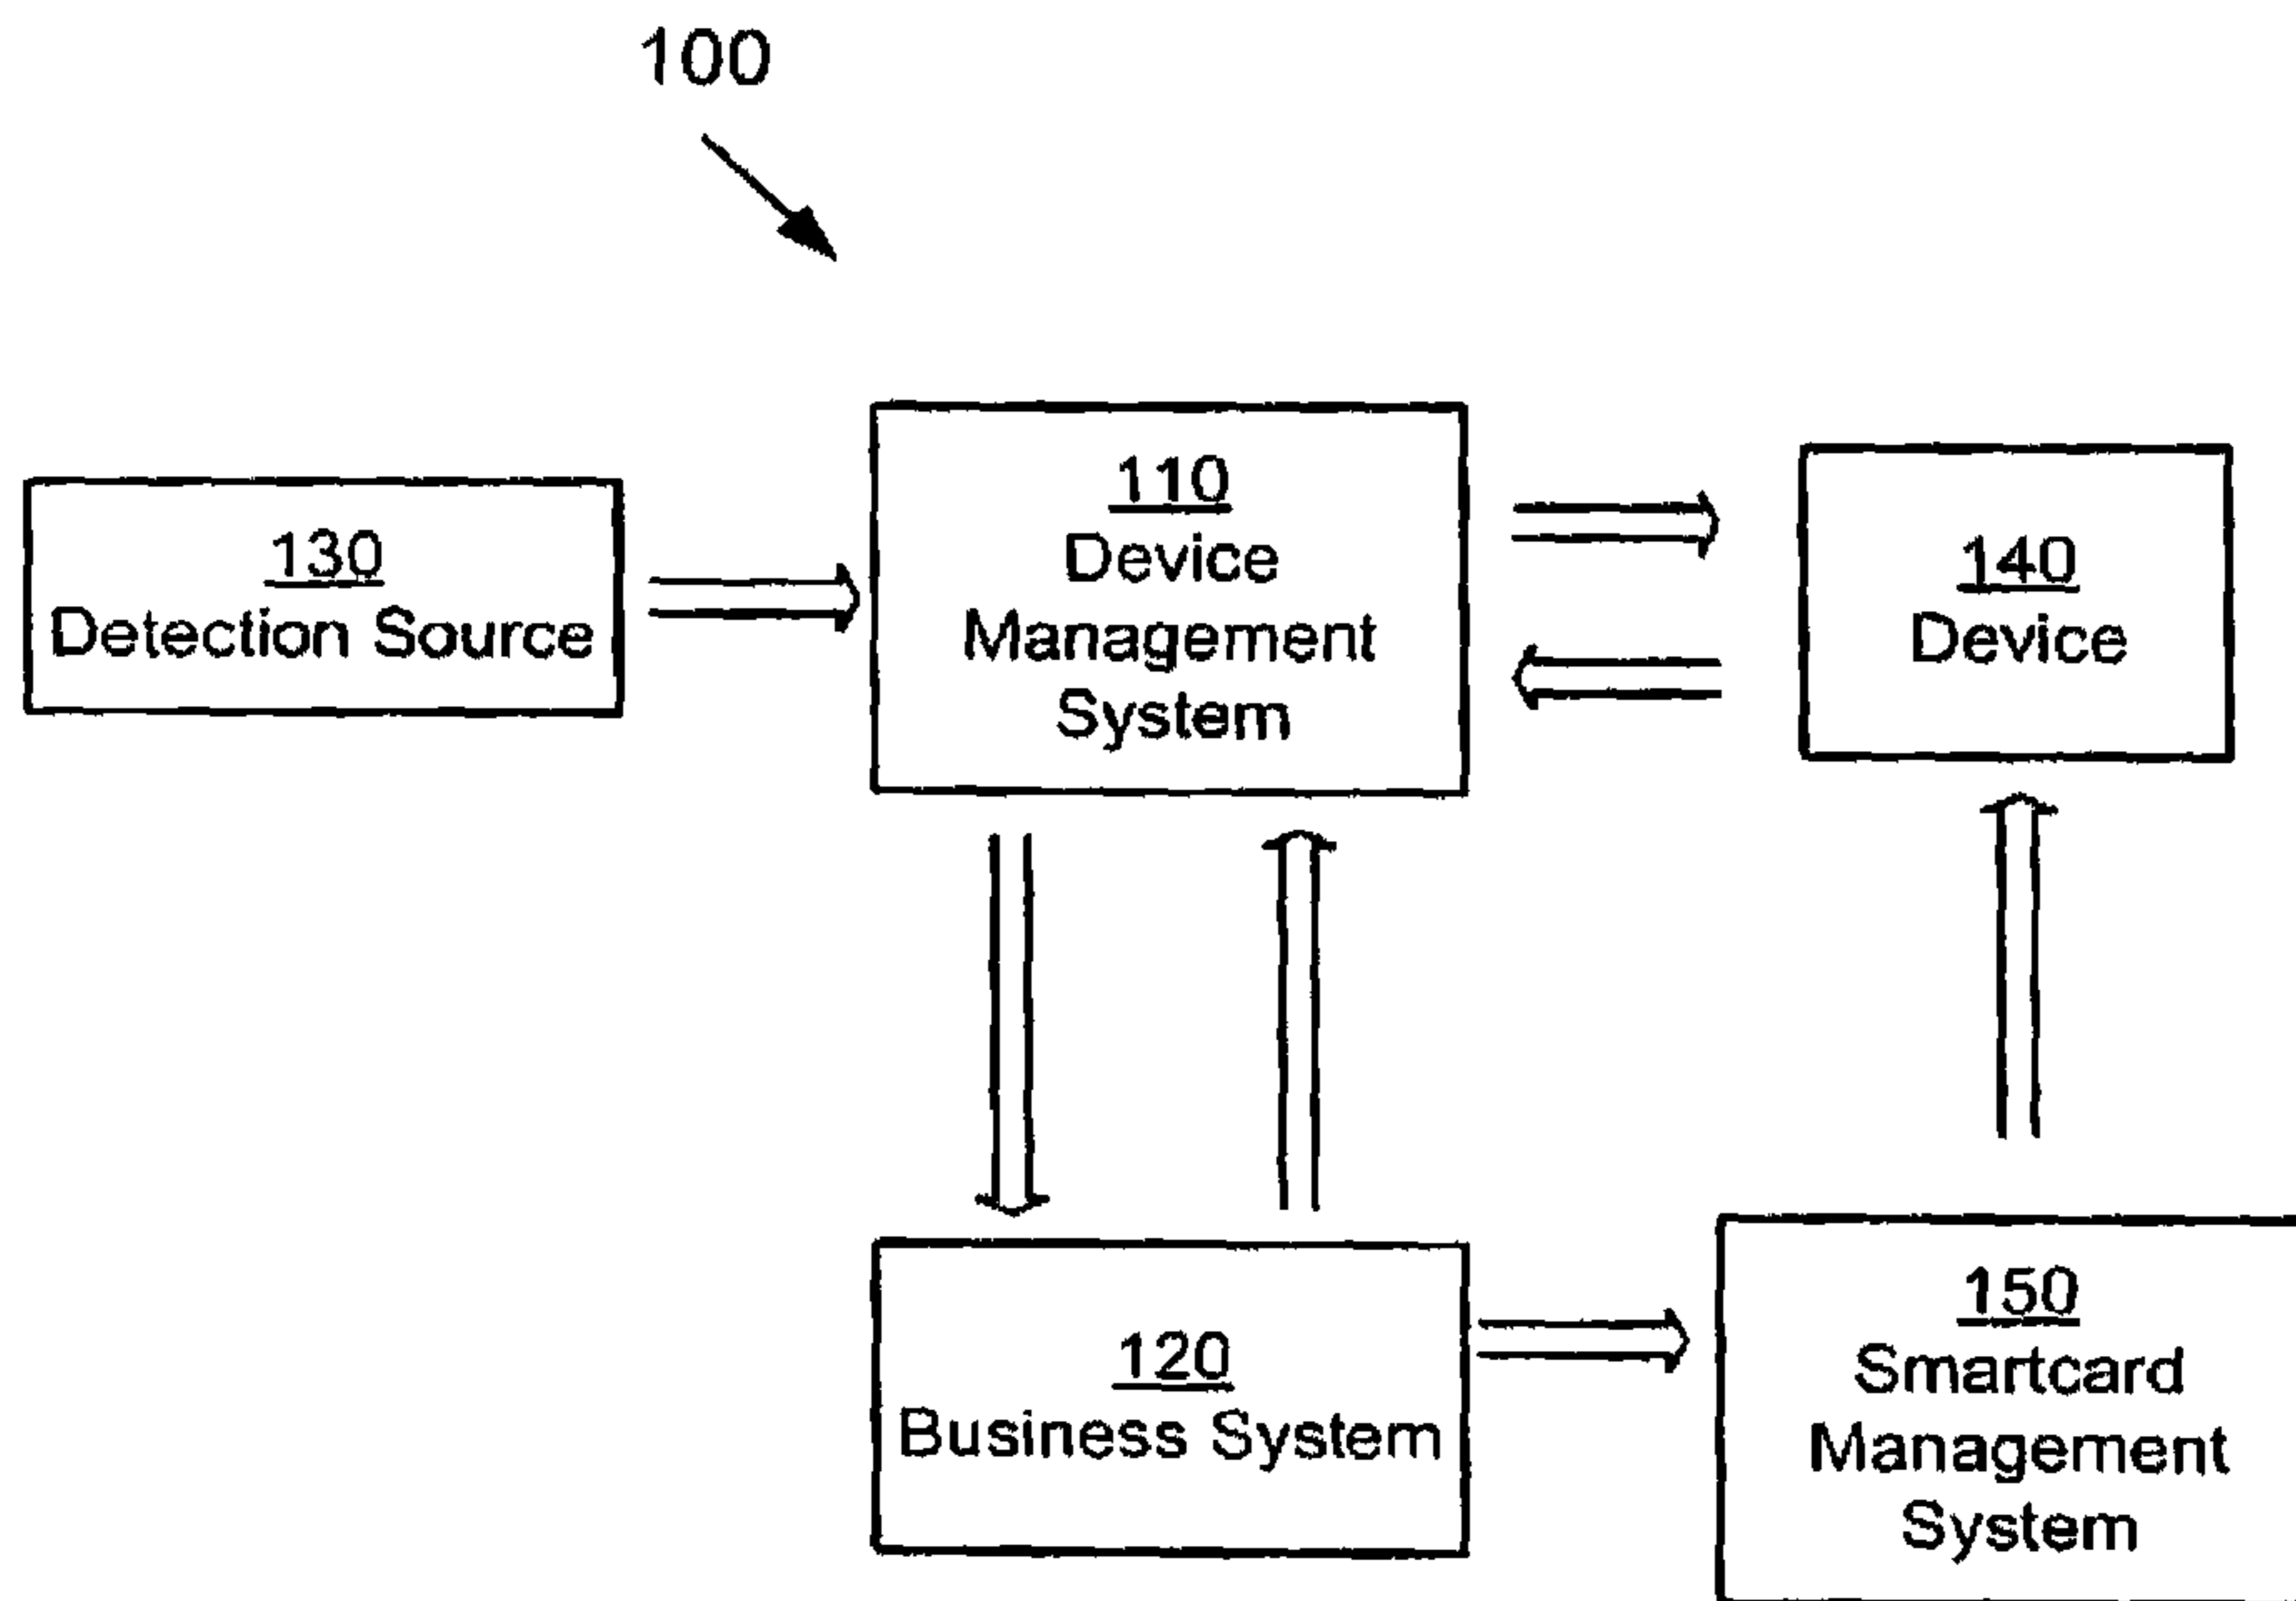 100
110
Device
Management
System
130
Detection Source
140
Device
120
Business System
150
Smartcard
Management
System